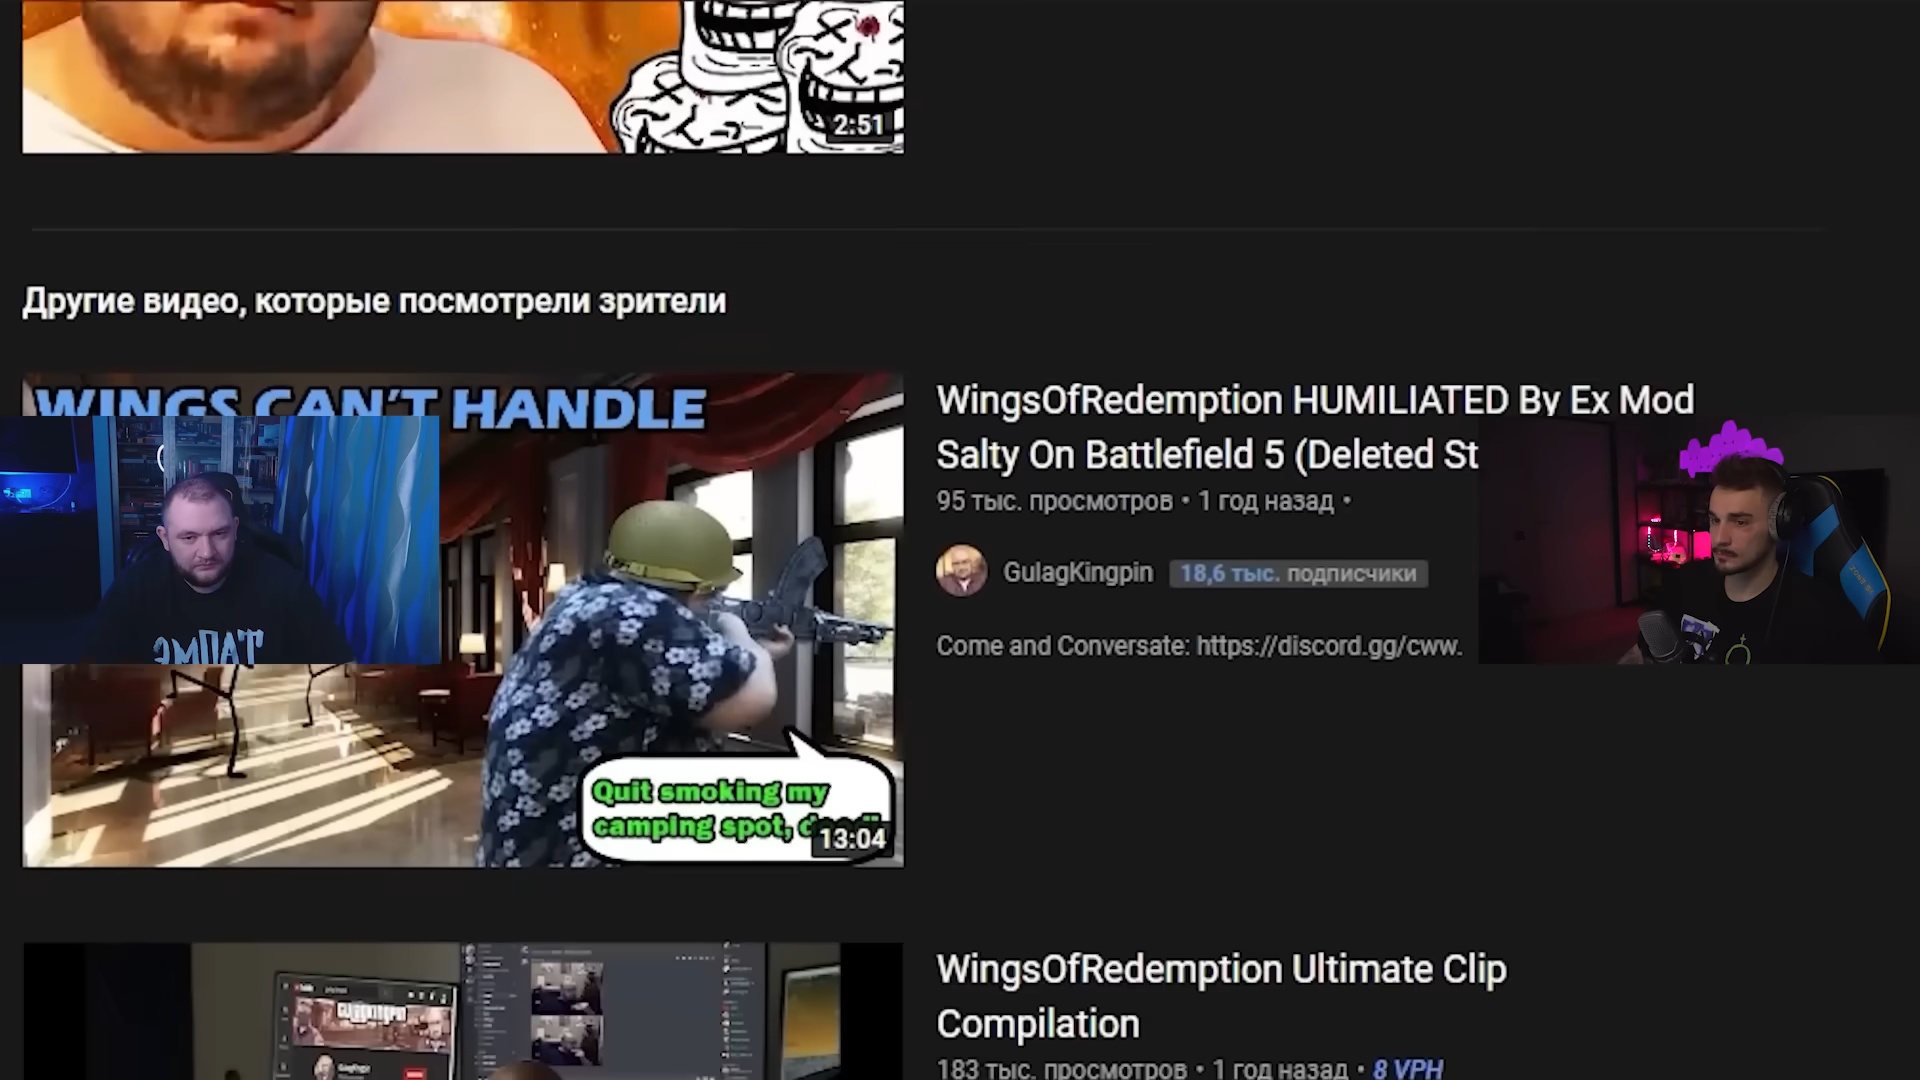 2:51
Другие видео, которые посмотрели зрители
WINGS CAN'T HANDLE
WingsOfRedemption HUMILIATED By Ex Mod
Salty On Battlefield 5 (Deleted St
95 тыс. просмотров • 1 год назад •
GulagKingpin 18,6 тыс. подписчики
Come and Conversate: https://discord.gg/cww.
ЭМПАТ
Quit smoking my
camping spot,
13:04
WingsOfRedemption Ultimate Clip
Compilation
183 тыс. просмотров • 1 год назад • 8 VPH
GULAGKINGPIN